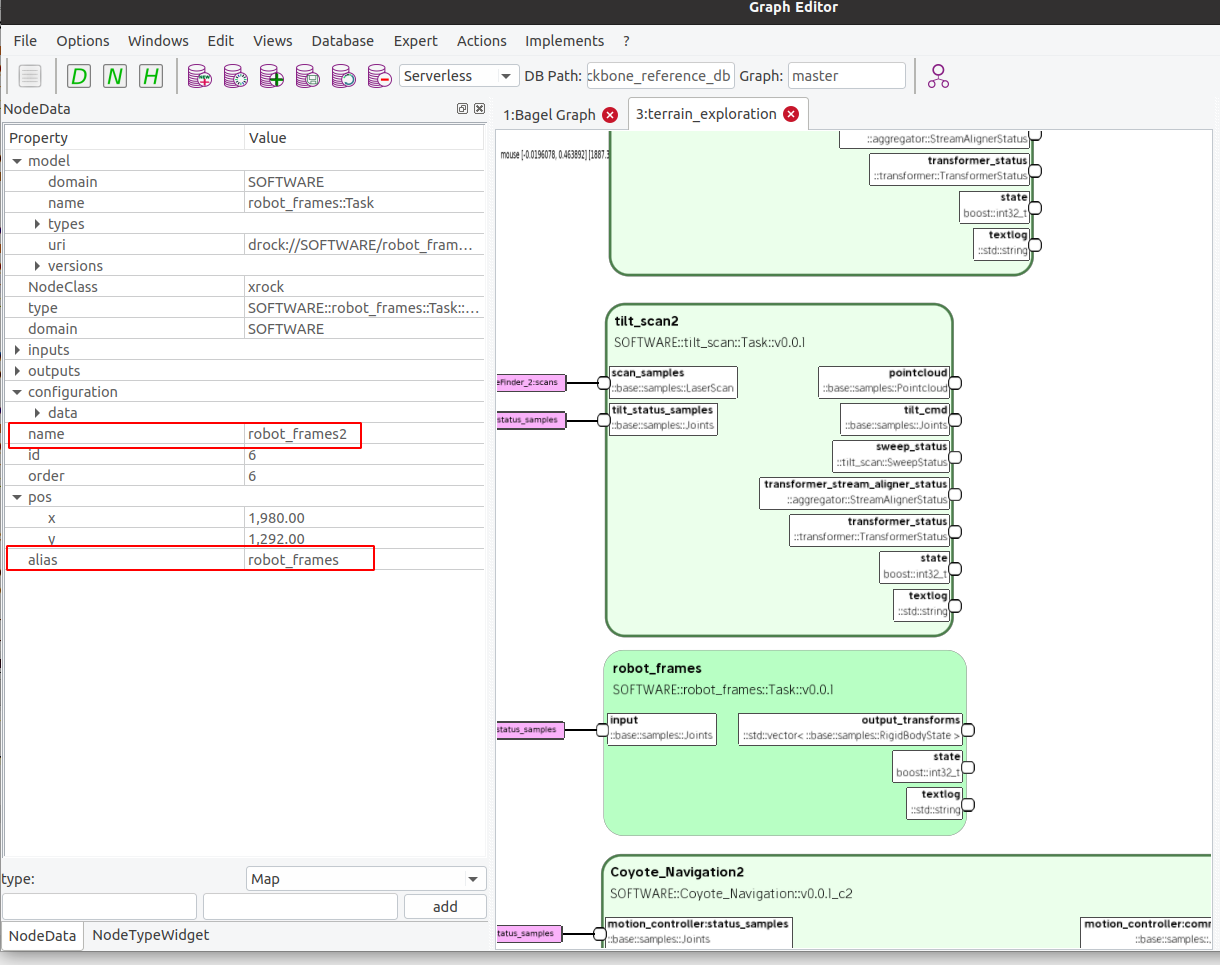 Graph Editor
File Options Windows Edit Views Database Expert Actions Implements ?
D N H Serverless DB Path: ckbone_reference_db Graph: master
NodeData
1:Bagel Graph
3:terrain_exploration
Property Value
model
domain SOFTWARE
name robot_frames::Task
types
uri drock://SOFTWARE/robot_fram...
versions
NodeClass xrock
type SOFTWARE::robot_frames::Task::...
domain SOFTWARE
inputs
outputs
configuration
data
name robot_frames2
id 6
order 6
pos
x 1,980.00
y 1,292.00
alias robot_frames
type: Map
add
NodeData NodeTypeWidget
mouse [-0.0196078, 0.463892] [1887.3
::aggregator::StreamAlignerStatus
transformer_status
::transformer::TransformerStatus
state
boost::int32_t
textlog
::std::string
tilt_scan2
SOFTWARE::tilt_scan::Task::v0.0.1
eFinder_2:scans
scan_samples
::base::samples::LaserScan
pointcloud
::base::samples::Pointcloud
status_samples
tilt_status_samples
::base::samples::Joints
tilt_cmd
::base::samples::Joints
sweep_status
::tilt_scan::SweepStatus
transformer_stream_aligner_status
::aggregator::StreamAlignerStatus
transformer_status
::transformer::TransformerStatus
state
boost::int32_t
textlog
::std::string
robot_frames
SOFTWARE::robot_frames::Task::v0.0.1
status_samples
input
::base::samples::Joints
output_transforms
::std::vector< ::base::samples::RigidBodyState >
state
boost::int32_t
textlog
::std::string
Coyote_Navigation2
SOFTWARE::Coyote_Navigation::v0.0.1_c2
tatus_samples
motion_controller:status_samples
::base::samples::Joints
motion_controller:comm
::base::samples::J